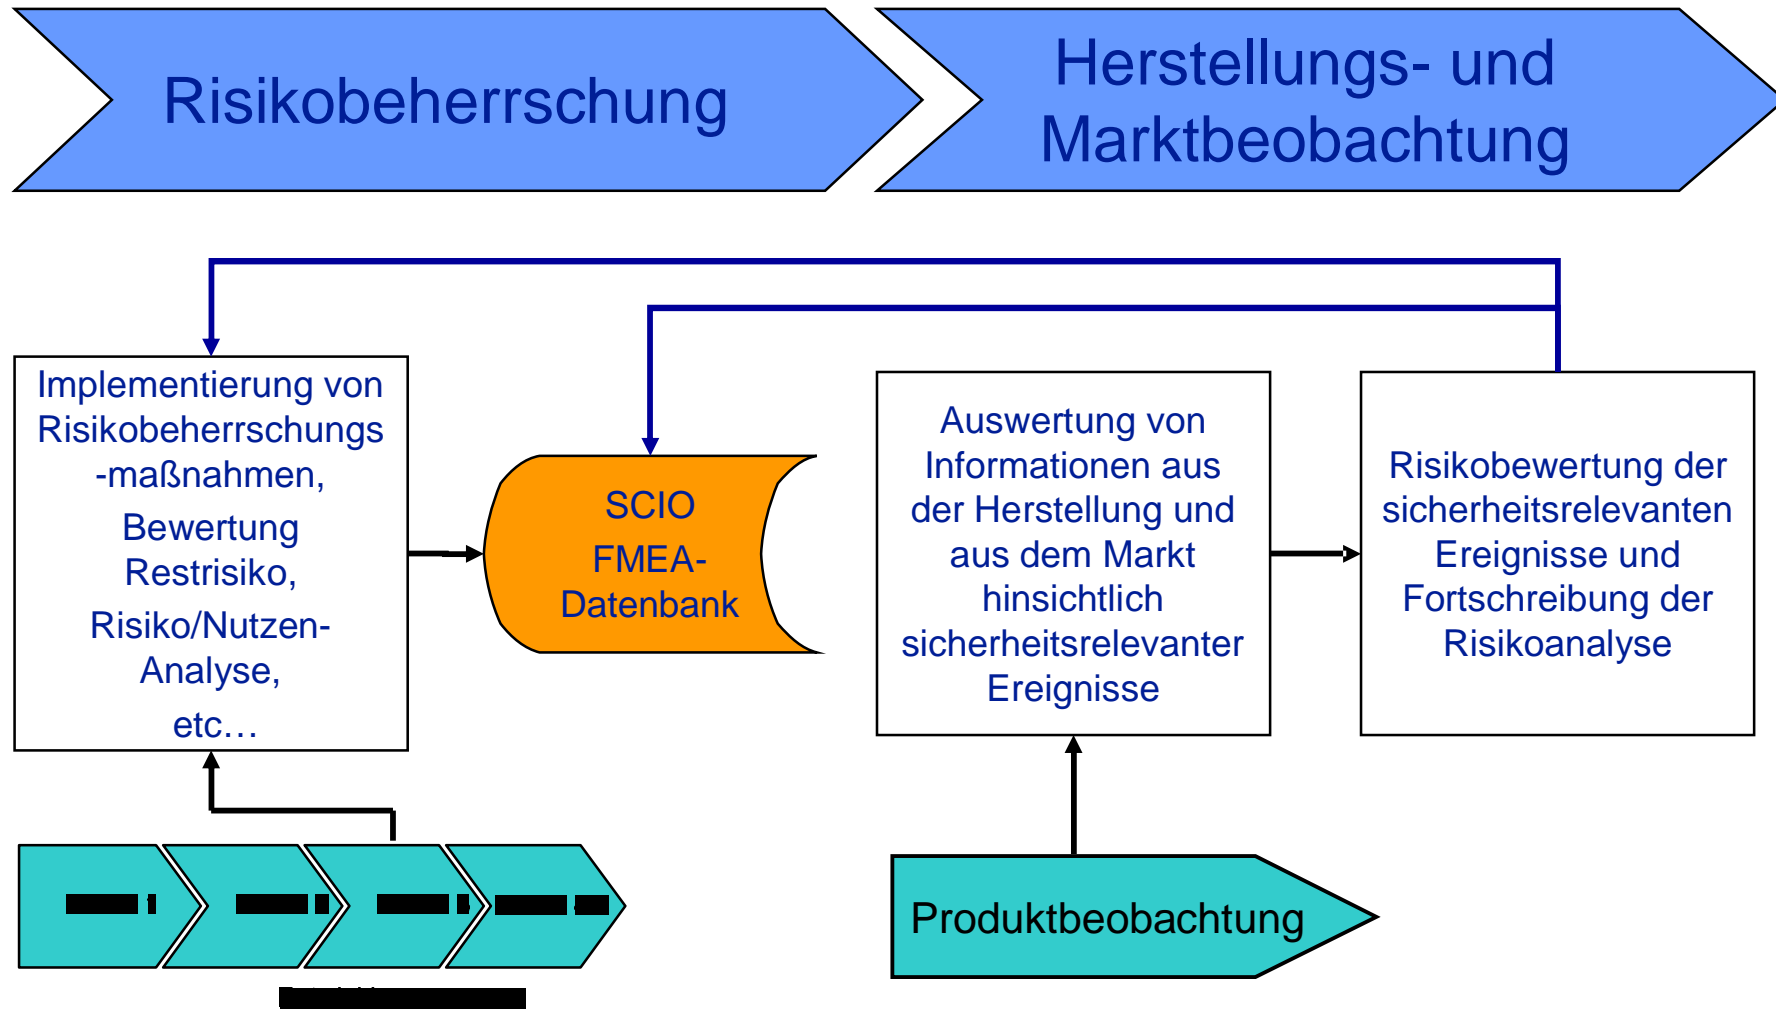 Risikobeherrschung
Herstellungs- und
Marktbeobachtung
Implementierung von
Risikobeherrschungs
-maßnahmen,
Bewertung
Restrisiko,
Risiko/Nutzen-
Analyse,
etc…
SCIO
FMEA-
Datenbank
Auswertung von
Informationen aus
der Herstellung und
aus dem Markt
hinsichtlich
sicherheitsrelevanter
Ereignisse
Risikobewertung der
sicherheitsrelevanten
Ereignisse und
Fortschreibung der
Risikoanalyse
Produktbeobachtung